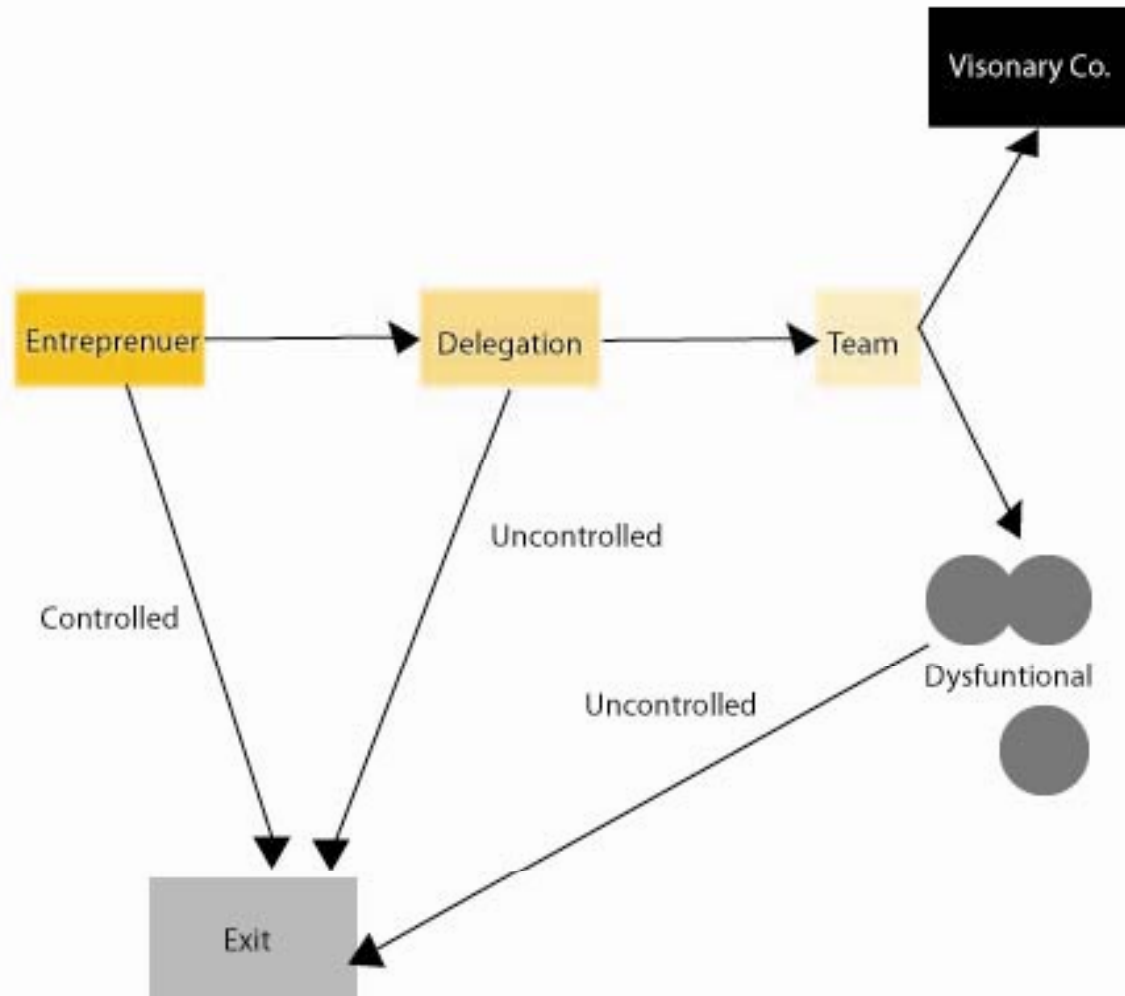 Visonary Co.
Entreprenuer
Delegation
Team
Uncontrolled
Controlled
Dysfuntional
Uncontrolled
Exit